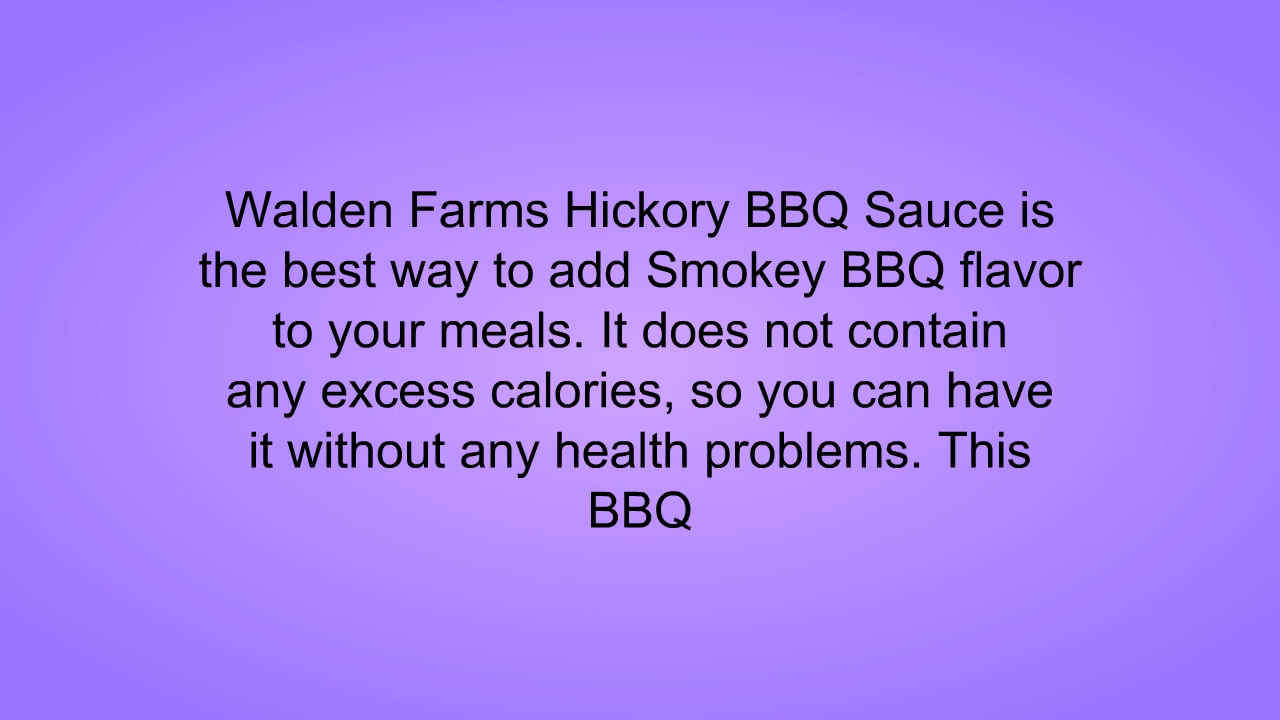 Walden Farms Hickory BBQ Sauce is
the best way to add Smokey BBQ flavor
to your meals. It does not contain
any excess calories, so you can have
it without any health problems. This
BBQ